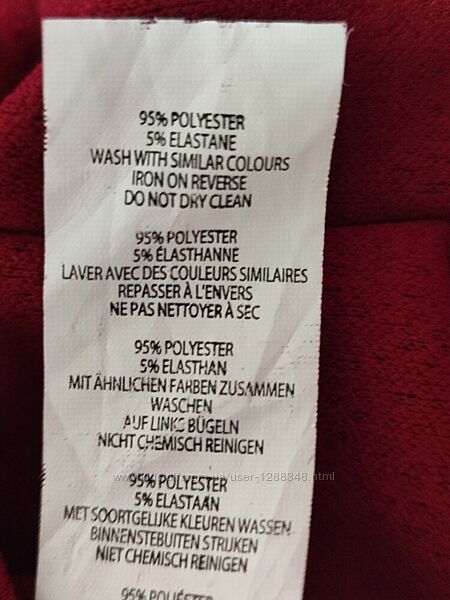 95% POLYESTER
5% ELASTANE
WASH WITH SIMILAR COLOURS
IRON ON REVERSE
DO NOT DRY CLEAN
95% POLYESTER
5% ÉLASTHANNE
LAVER AVEC DES COULEURS SIMILAIRES
REPASSER À L'ENVERS
NE PAS NETTOYER À SEC
95% POLYESTER
5% ELASTHAN
MIT ÄHNLICHEN FARBEN ZUSAMMEN
WASCHEN
AUF LINKS BÜGELN
NICHT CHEMISCH REINIGEN
95% POLYESTER
5% ELASTAAN
MET SOORTGELIJKE KLEUREN WASSEN
BINNENSTEBUITEN STRIJKEN
NIET CHEMISCH REINIGEN
95% POLIÉSTER